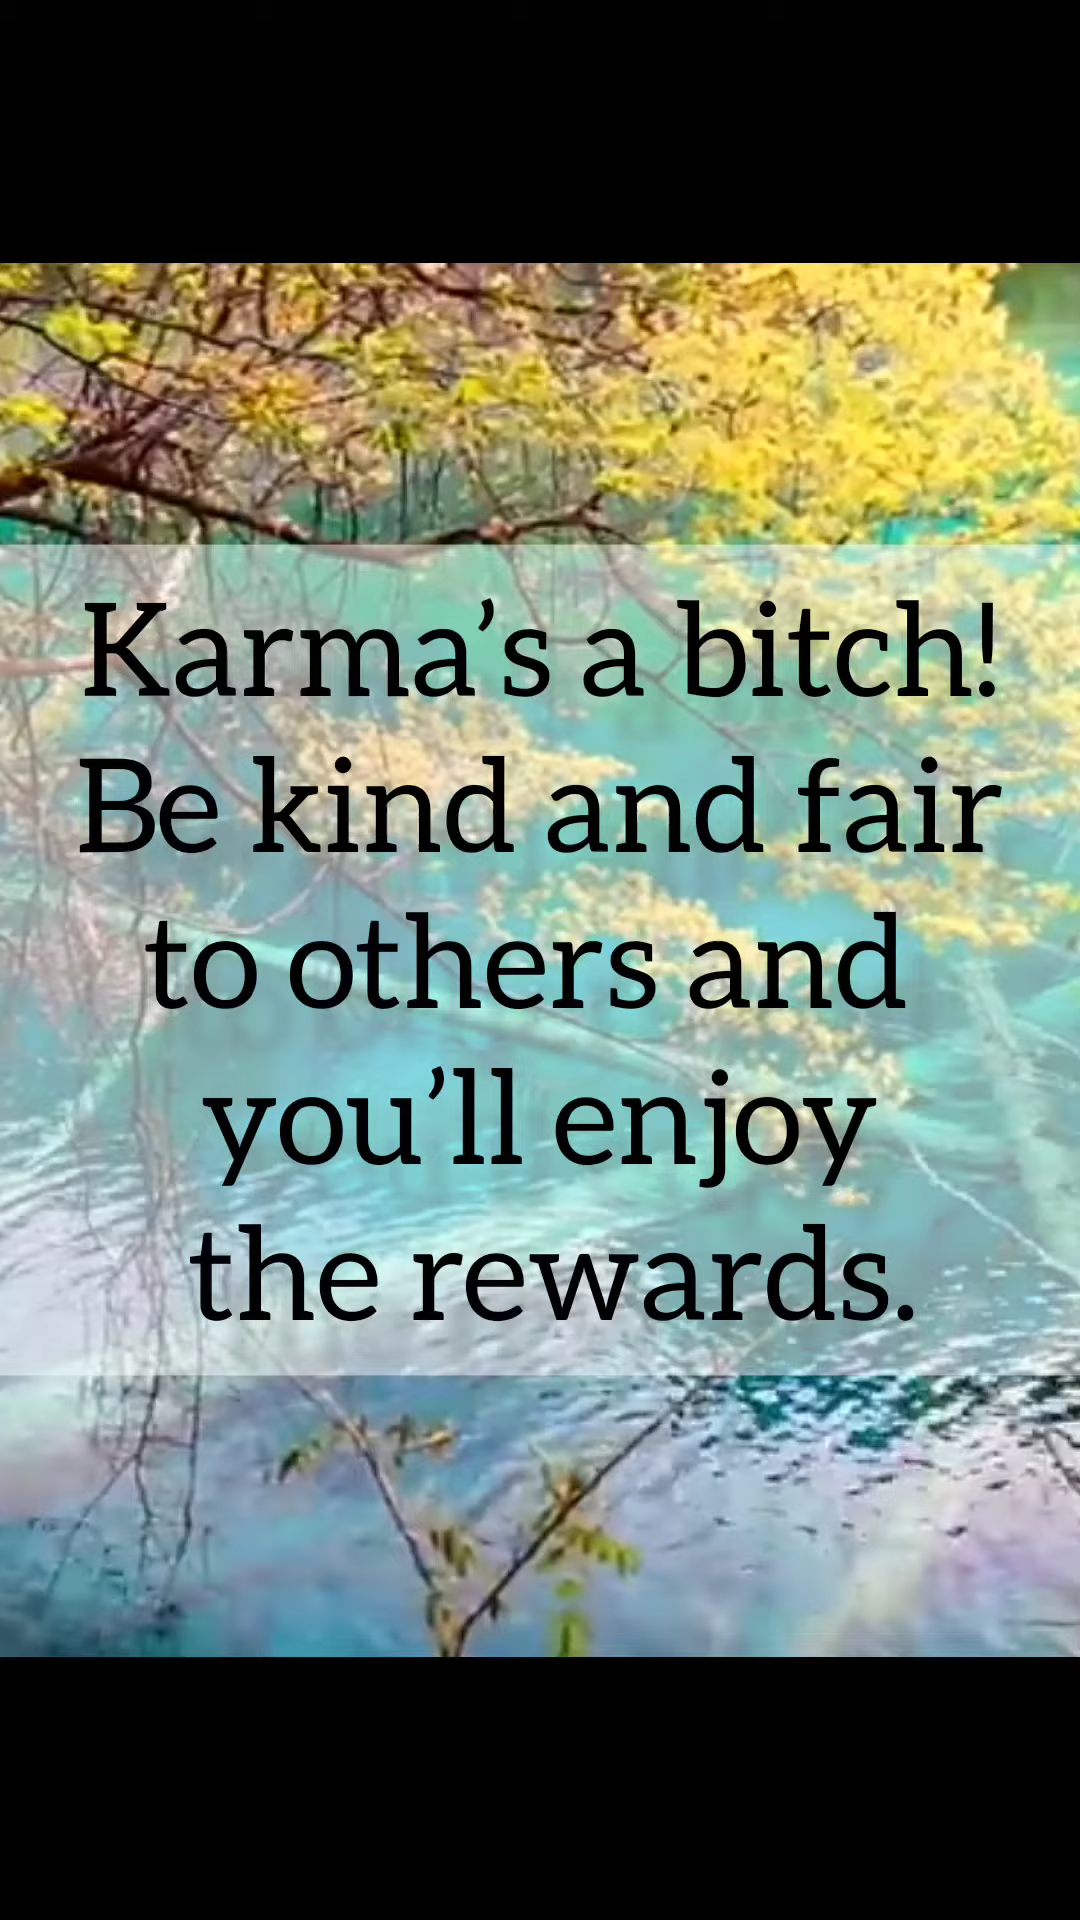 Karma’s a bitch!
Be kind and fair
to others and
you’ll enjoy
the rewards.